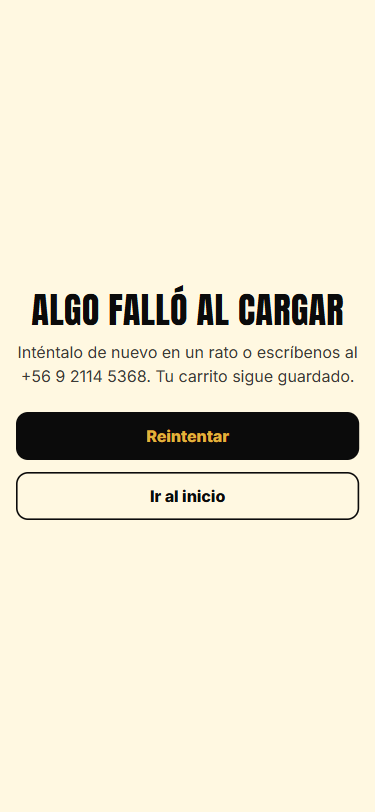 ALGO FALLÓ AL CARGAR
Inténtalo de nuevo en un rato o escríbenos al
+56 9 2114 5368. Tu carrito sigue guardado.
Reintentar
Ir al inicio